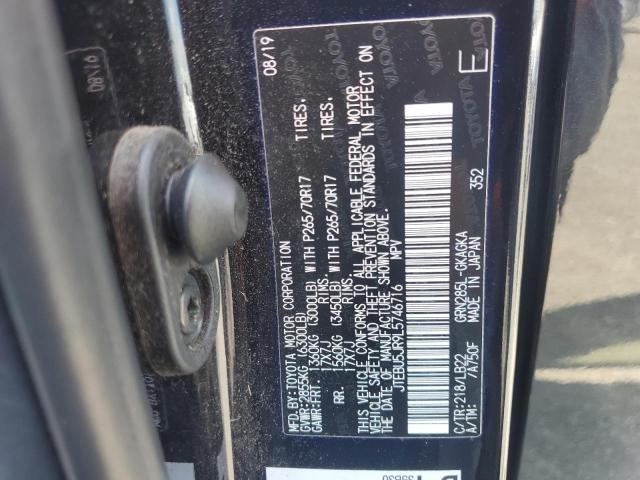 MFD.BY:TOYOTA MOTOR CORPORATION 08/19
GVWR:2855KG (6300LB)
GAWR:FRT. 1360KG (3000LB) WITH P265/70R17 TIRES.
17X7J RIMS.
RR. 1560KG (3450LB) WITH P265/70R17 TIRES.
17X7J RIMS.
THIS VEHICLE CONFORMS TO ALL APPLICABLE FEDERAL MOTOR
VEHICLE SAFETY AND THEFT PREVENTION STANDARDS IN EFFECT ON
THE DATE OF MANUFACTURE SHOWN ABOVE.
JTEBU5JR9L5746716 MPV
C/TR:218/LB22 GRN285L-GKAGKA 352
A/TM: /A750F MADE IN JAPAN
E
TOYOTA
35B30